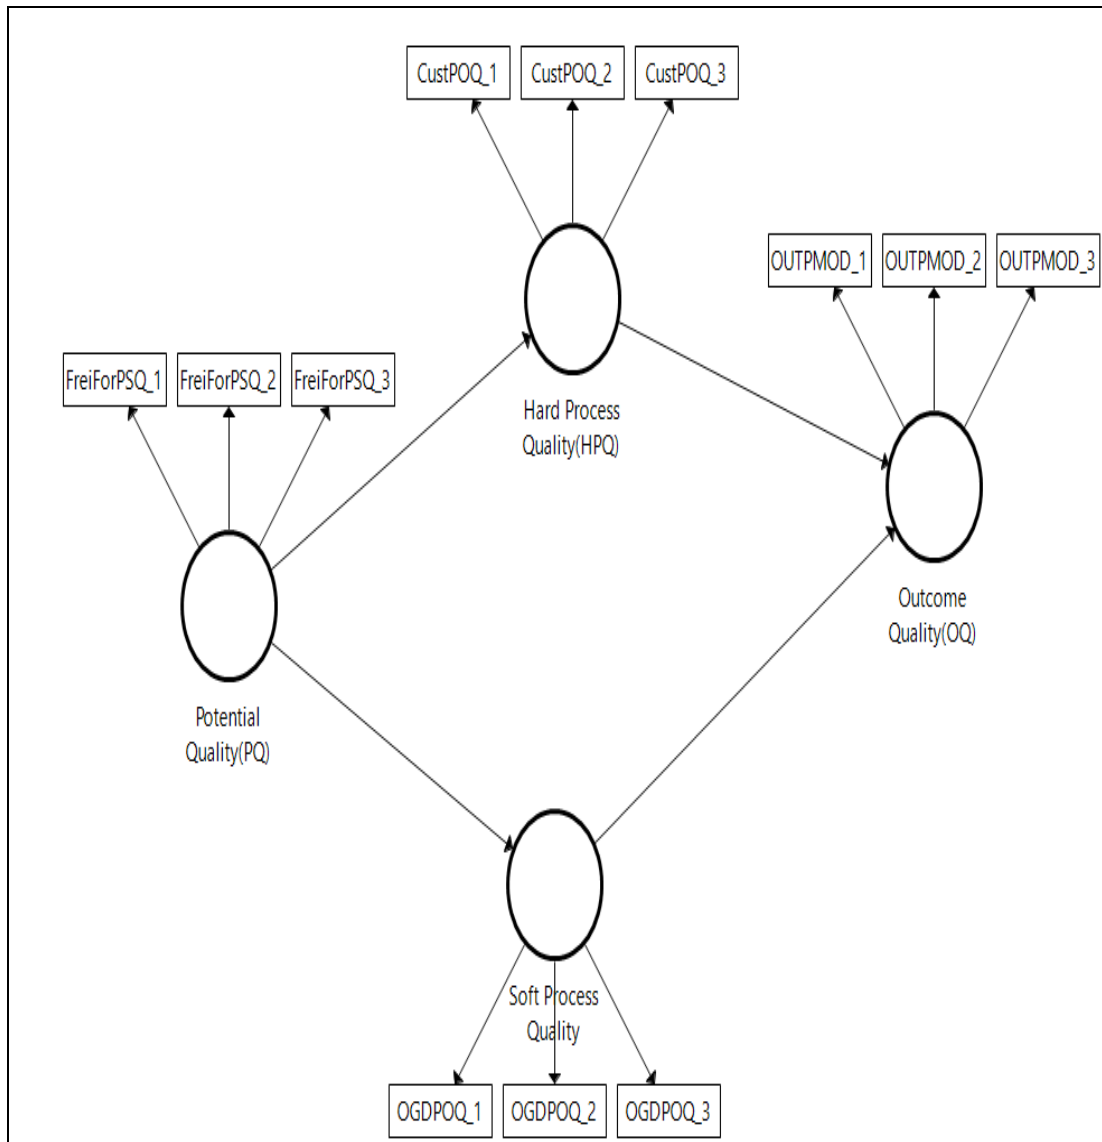 CustPOQ_1 CustPOQ_2 CustPOQ_3
OUTPMOD_1 OUTPMOD_2 OUTPMOD_3
FreiForPSQ_1 FreiForPSQ_2 FreiForPSQ_3
Hard Process
Quality(HPQ)
Outcome
Quality(OQ)
Potential
Quality(PQ)
Soft Process
Quality
OGDPOQ_1 OGDPOQ_2 OGDPOQ_3